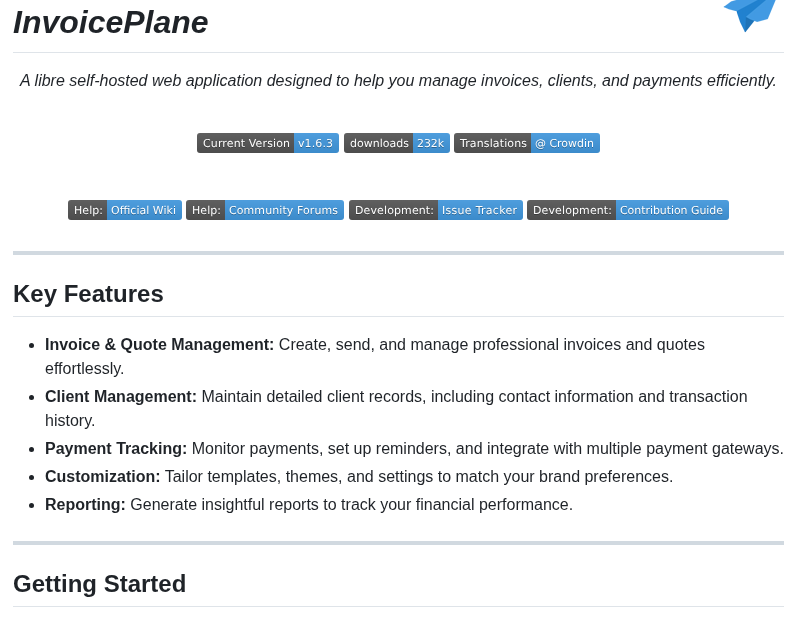 InvoicePlane
A libre self-hosted web application designed to help you manage invoices, clients, and payments efficiently.
Current Version v1.6.3 downloads 232k Translations @ Crowdin
Help: Official Wiki Help: Community Forums Development: Issue Tracker Development: Contribution Guide
Key Features
• Invoice & Quote Management: Create, send, and manage professional invoices and quotes
effortlessly.
• Client Management: Maintain detailed client records, including contact information and transaction
history.
• Payment Tracking: Monitor payments, set up reminders, and integrate with multiple payment gateways.
• Customization: Tailor templates, themes, and settings to match your brand preferences.
• Reporting: Generate insightful reports to track your financial performance.
Getting Started